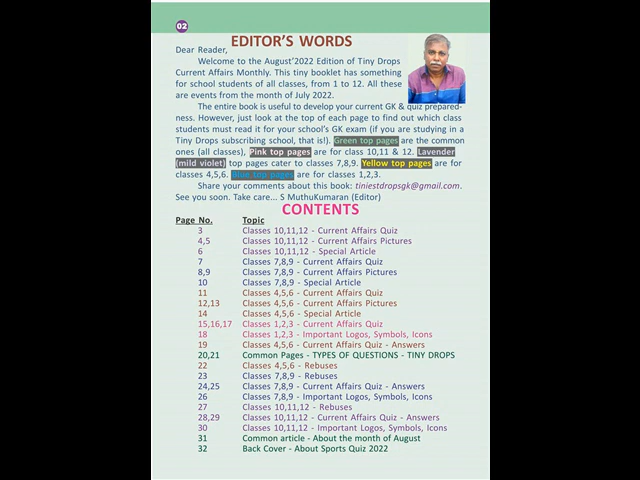 02
EDITOR'S WORDS
Dear Reader,
Welcome to the August'2022 Edition of Tiny Drops
Current Affairs Monthly. This tiny booklet has something
for school students of all classes, from 1 to 12. All these
are events from the month of July 2022.
The entire book is useful to develop your current GK & quiz prepared-
ness. However, just look at the top of each page to find out which class
students must read it for your school's GK exam (if you are studying in a
Tiny Drops subscribing school, that is!). Green top pages are the common
ones (all classes), Pink top pages are for class 10,11 & 12. Lavender
(mild violet) top pages cater to classes 7,8,9. Yellow top pages are for
classes 4,5,6. Blue top pages are for classes 1,2,3.
Share your comments about this book: tiniestdropsgk@gmail.com.
See you soon. Take care... S MuthuKumaran (Editor)
CONTENTS
Page No. Topic
3 Classes 10,11,12 - Current Affairs Quiz
4,5 Classes 10,11,12 - Current Affairs Pictures
6 Classes 10,11,12 - Special Article
7 Classes 7,8,9 - Current Affairs Quiz
8,9 Classes 7,8,9 - Current Affairs Pictures
10 Classes 7,8,9 - Special Article
11 Classes 4,5,6 - Current Affairs Quiz
12,13 Classes 4,5,6 - Current Affairs Pictures
14 Classes 4,5,6 - Special Article
15,16,17 Classes 1,2,3 - Current Affairs Quiz
18 Classes 1,2,3 - Important Logos, Symbols, Icons
19 Classes 4,5,6 - Current Affairs Quiz - Answers
20,21 Common Pages - TYPES OF QUESTIONS - TINY DROPS
22 Classes 4,5,6 - Rebuses
23 Classes 7,8,9 - Rebuses
24,25 Classes 7,8,9 - Current Affairs Quiz - Answers
26 Classes 7,8,9 - Important Logos, Symbols, Icons
27 Classes 10,11,12 - Rebuses
28,29 Classes 10,11,12 - Current Affairs Quiz - Answers
30 Classes 10,11,12 - Important Logos, Symbols, Icons
31 Common article - About the month of August
32 Back Cover - About Sports Quiz 2022